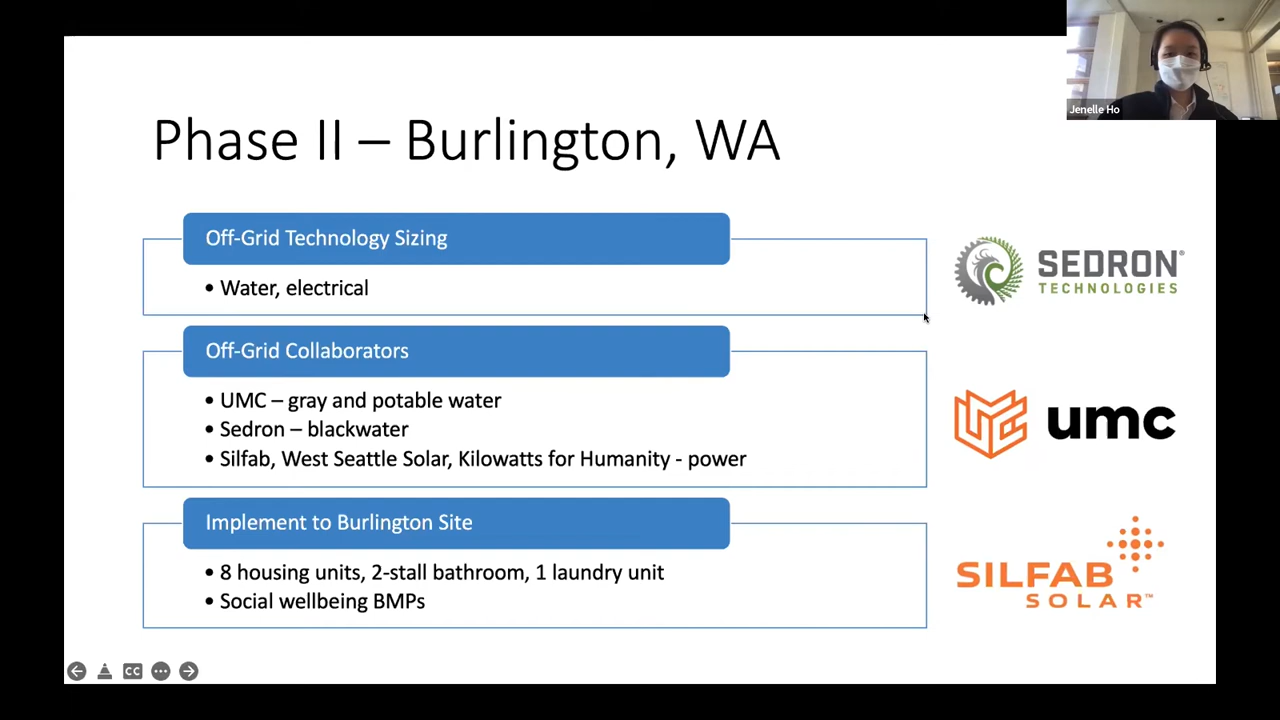 Jenelle Ho
Phase II – Burlington, WA
Off-Grid Technology Sizing
• Water, electrical
Off-Grid Collaborators
• UMC – gray and potable water
• Sedron – blackwater
• Silfab, West Seattle Solar, Kilowatts for Humanity - power
Implement to Burlington Site
• 8 housing units, 2-stall bathroom, 1 laundry unit
• Social wellbeing BMPs
SEDRON®
TECHNOLOGIES
umc
SILFAB
SOLAR™
CC